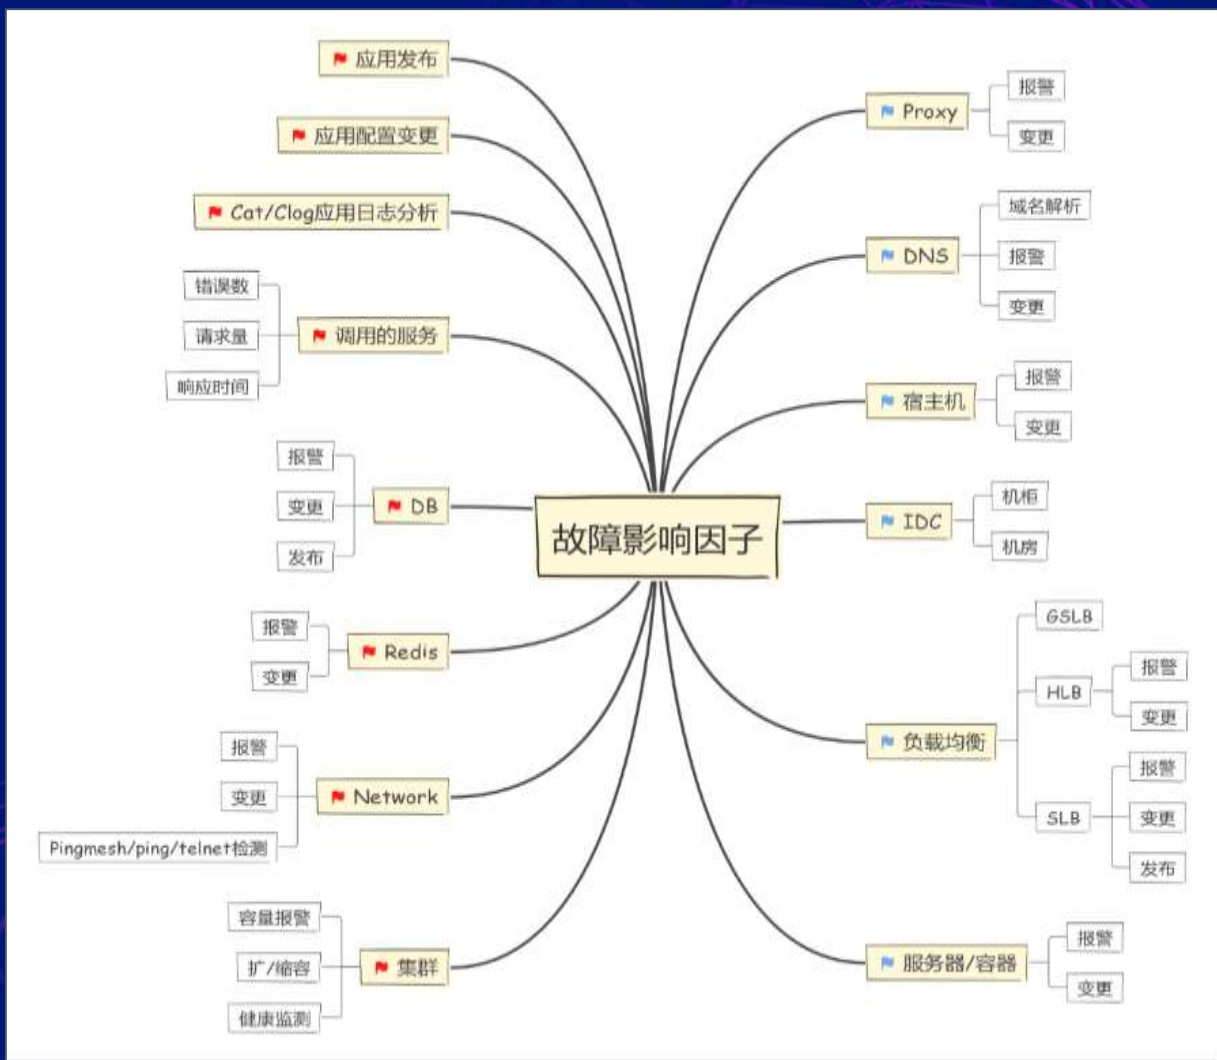 应用发布
应用配置变更
Cat/Clog应用日志分析
错误数
请求量
响应时间
调用的服务
报警
变更
发布
DB
报警
变更
Redis
报警
变更
Pingmesh/ping/telnet检测
Network
容量报警
扩/缩容
健康监测
集群
故障影响因子
Proxy
报警
变更
DNS
域名解析
报警
变更
宿主机
报警
变更
IDC
机柜
机房
负载均衡
GSLB
HLB
报警
变更
SLB
报警
变更
发布
服务器/容器
报警
变更